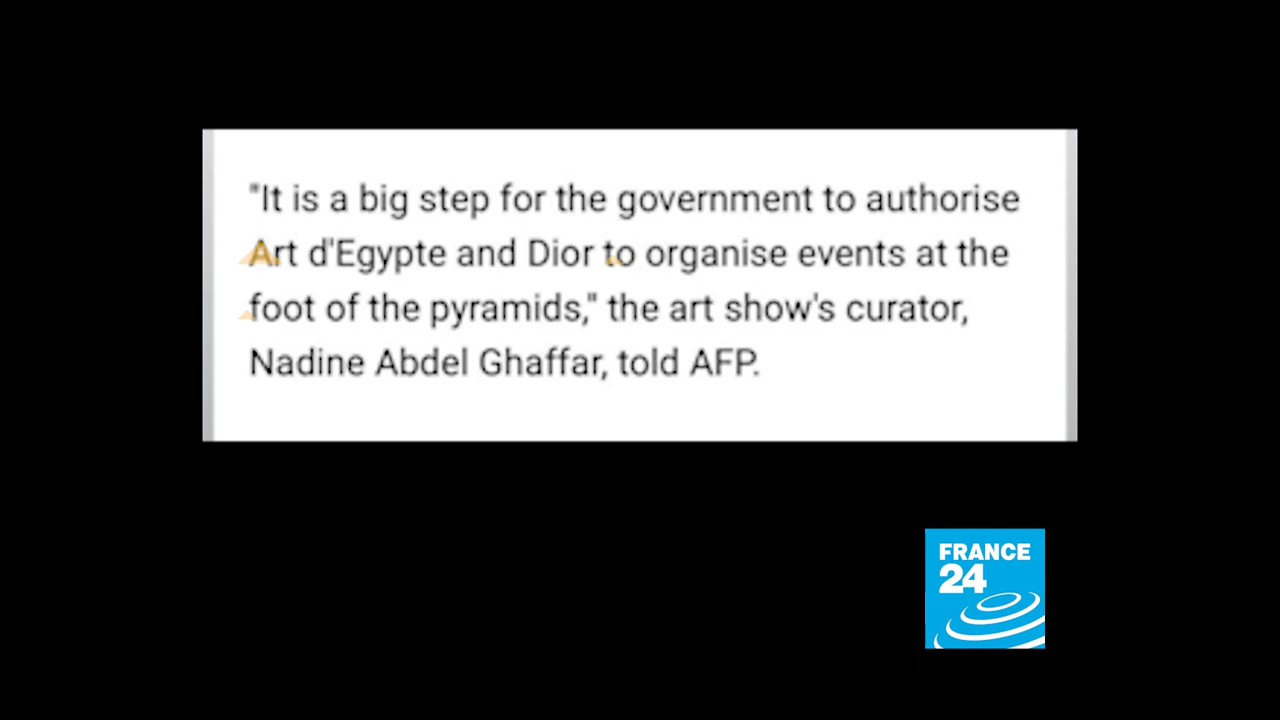 "It is a big step for the government to authorise
Art d'Egypte and Dior to organise events at the
foot of the pyramids," the art show's curator,
Nadine Abdel Ghaffar, told AFP.
FRANCE
24